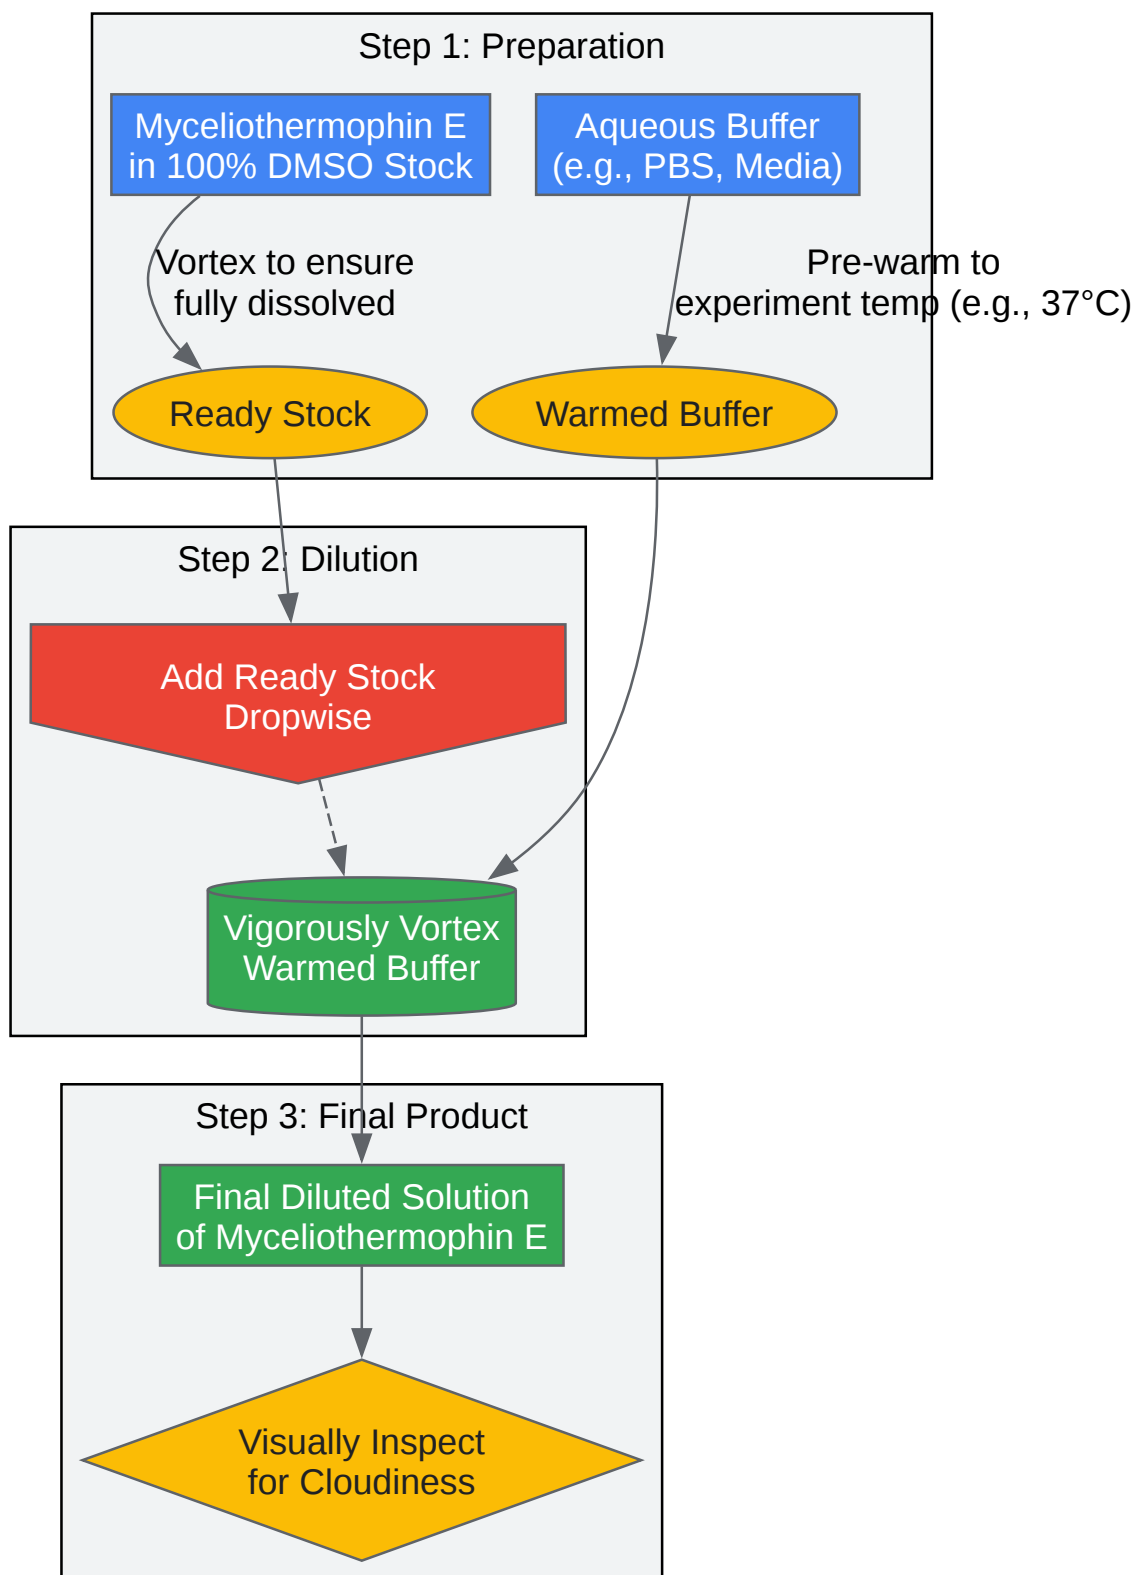 Step 1: Preparation
Myceliothermophin E
in 100% DMSO Stock
Aqueous Buffer
(e.g., PBS, Media)
Vortex to ensure
fully dissolved
Pre-warm to
experiment temp (e.g., 37°C)
Ready Stock
Warmed Buffer
Step 2: Dilution
Add Ready Stock
Dropwise
Vigorously Vortex
Warmed Buffer
Step 3: Final Product
Final Diluted Solution
of Myceliothermophin E
Visually Inspect
for Cloudiness